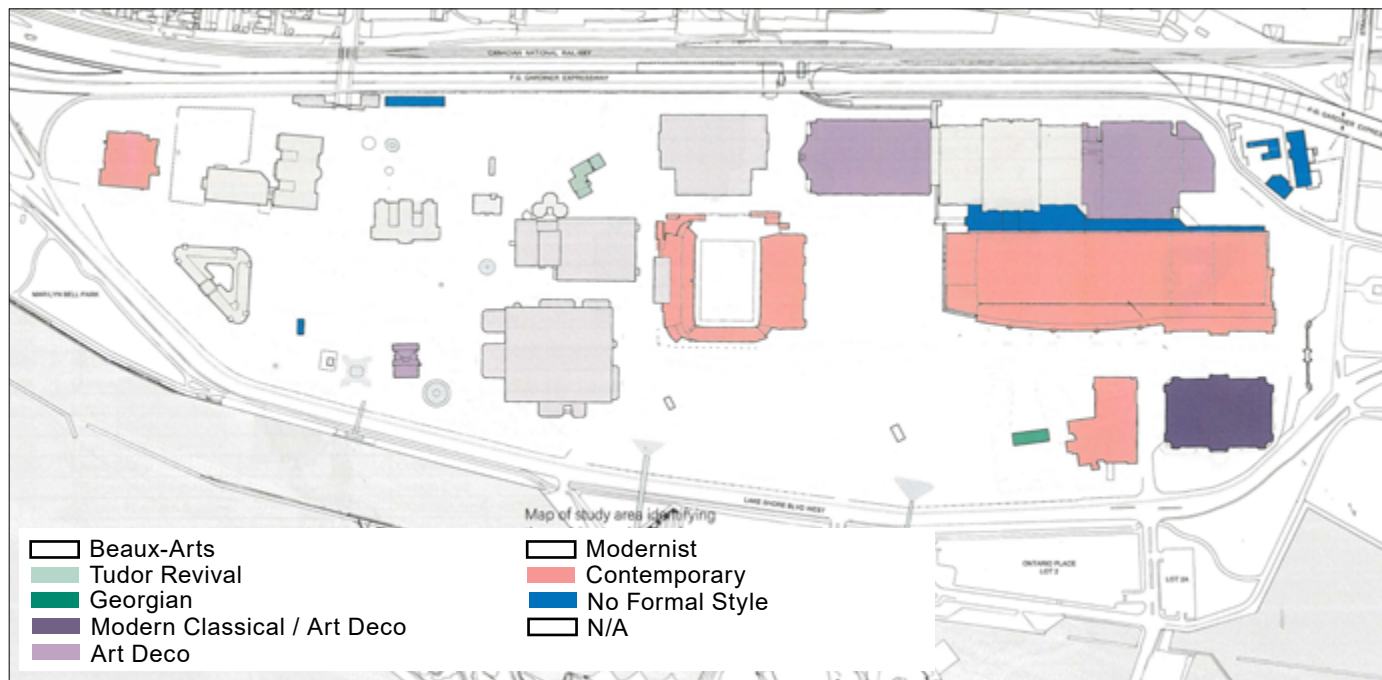 CANADIAN NATIONAL RAILWAY
F.G. GARDINER EXPRESSWAY
F.G. GARDINER EXPRE
MARILYN BELL PARK
LAKE SHORE BLVD WEST
Map of study area identifying
ONTARIO PLACE
LOT 2
LOT 2A
Beaux-Arts
Tudor Revival
Georgian
Modern Classical / Art Deco
Art Deco
Modernist
Contemporary
No Formal Style
N/A